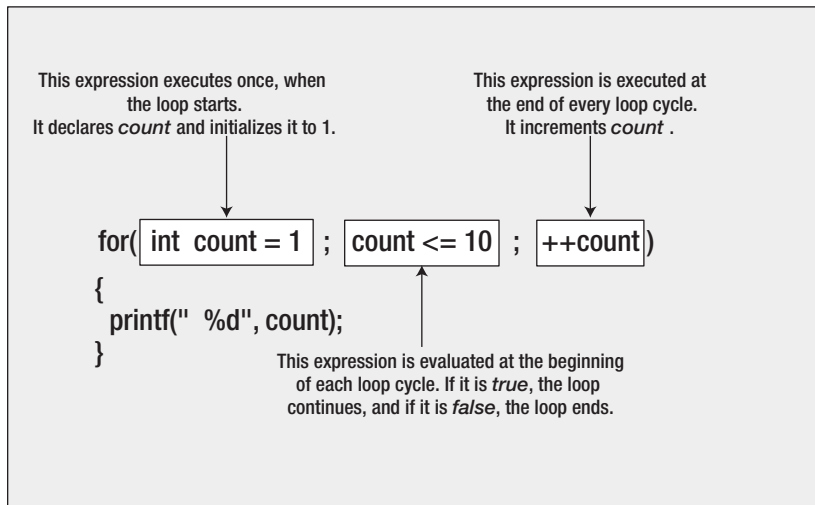 This expression executes once, when
the loop starts.
It declares count and initializes it to 1.
This expression is executed at
the end of every loop cycle.
It increments count .
for( int count = 1 ; count <= 10 ; ++count)
{
printf(" %d", count);
}
This expression is evaluated at the beginning
of each loop cycle. If it is true, the loop
continues, and if it is false, the loop ends.